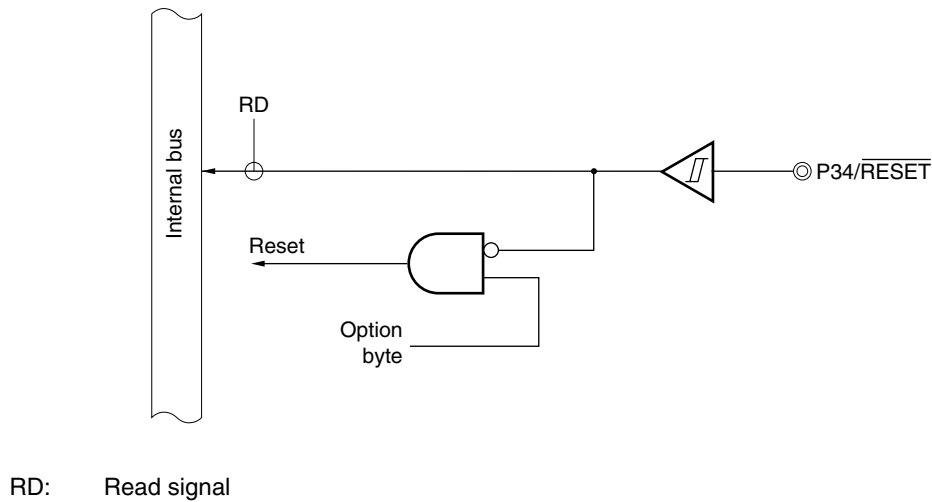 RD
Internal bus
P34/RESET
Reset
Option
byte
RD: Read signal